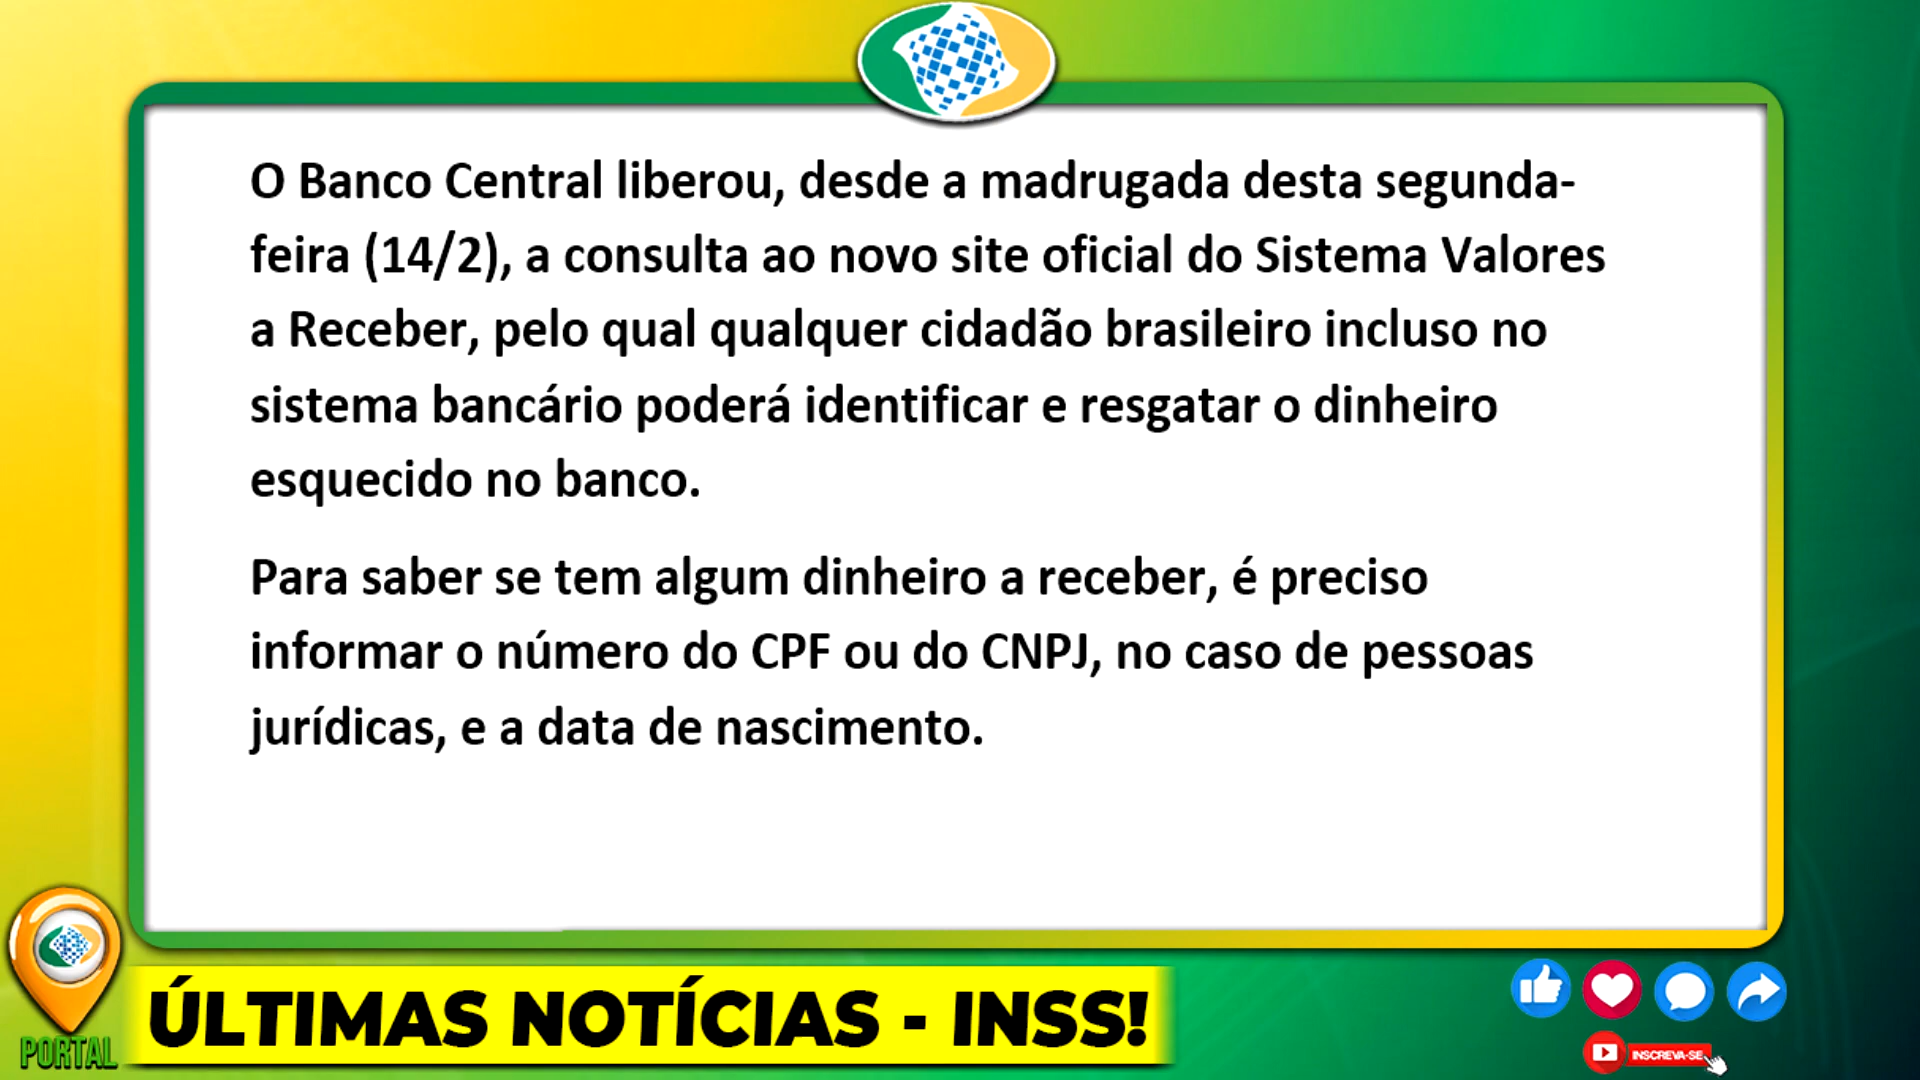 O Banco Central liberou, desde a madrugada desta segunda-
feira (14/2), a consulta ao novo site oficial do Sistema Valores
a Receber, pelo qual qualquer cidadão brasileiro incluso no
sistema bancário poderá identificar e resgatar o dinheiro
esquecido no banco.
Para saber se tem algum dinheiro a receber, é preciso
informar o número do CPF ou do CNPJ, no caso de pessoas
jurídicas, e a data de nascimento.
ÚLTIMAS NOTÍCIAS - INSS!
PORTAL
INSCREVA-SE